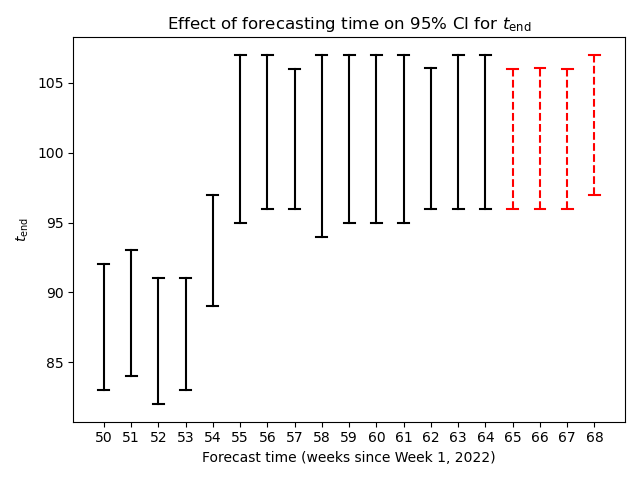 Effect of forecasting time on 95% CI for t_end
105
100
95
90
85
t_end
50 51 52 53 54 55 56 57 58 59 60 61 62 63 64 65 66 67 68
Forecast time (weeks since Week 1, 2022)